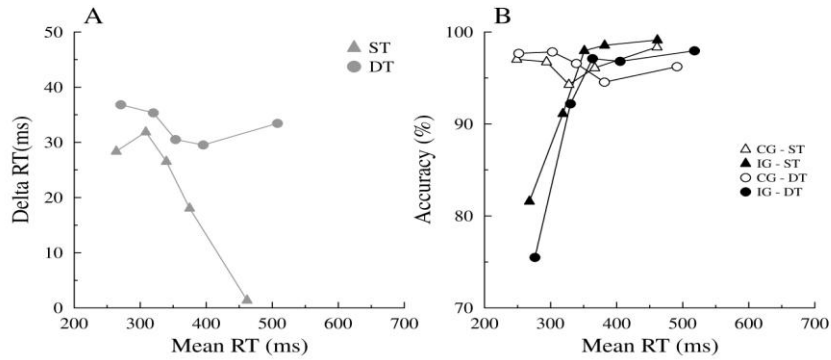 A
ST
DT
50
40
30
20
10
0
Delta RT(ms)
200 300 400 500 600 700
Mean RT (ms)
B
100
90
80
70
Accuracy (%)
CG - ST
IG - ST
CG - DT
IG - DT
200 300 400 500 600 700
Mean RT (ms)